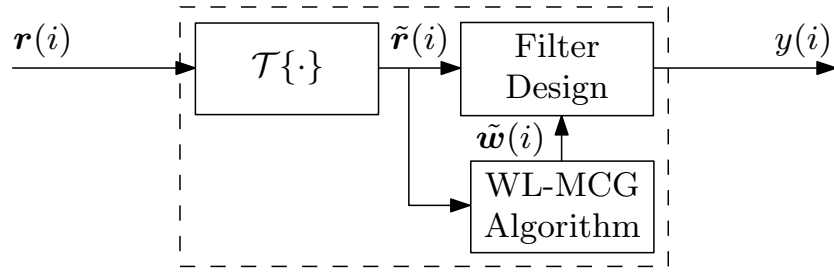 r(i)
𝒯{·}
r̃(i)
Filter
Design
y(i)
w̃(i)
WL-MCG
Algorithm